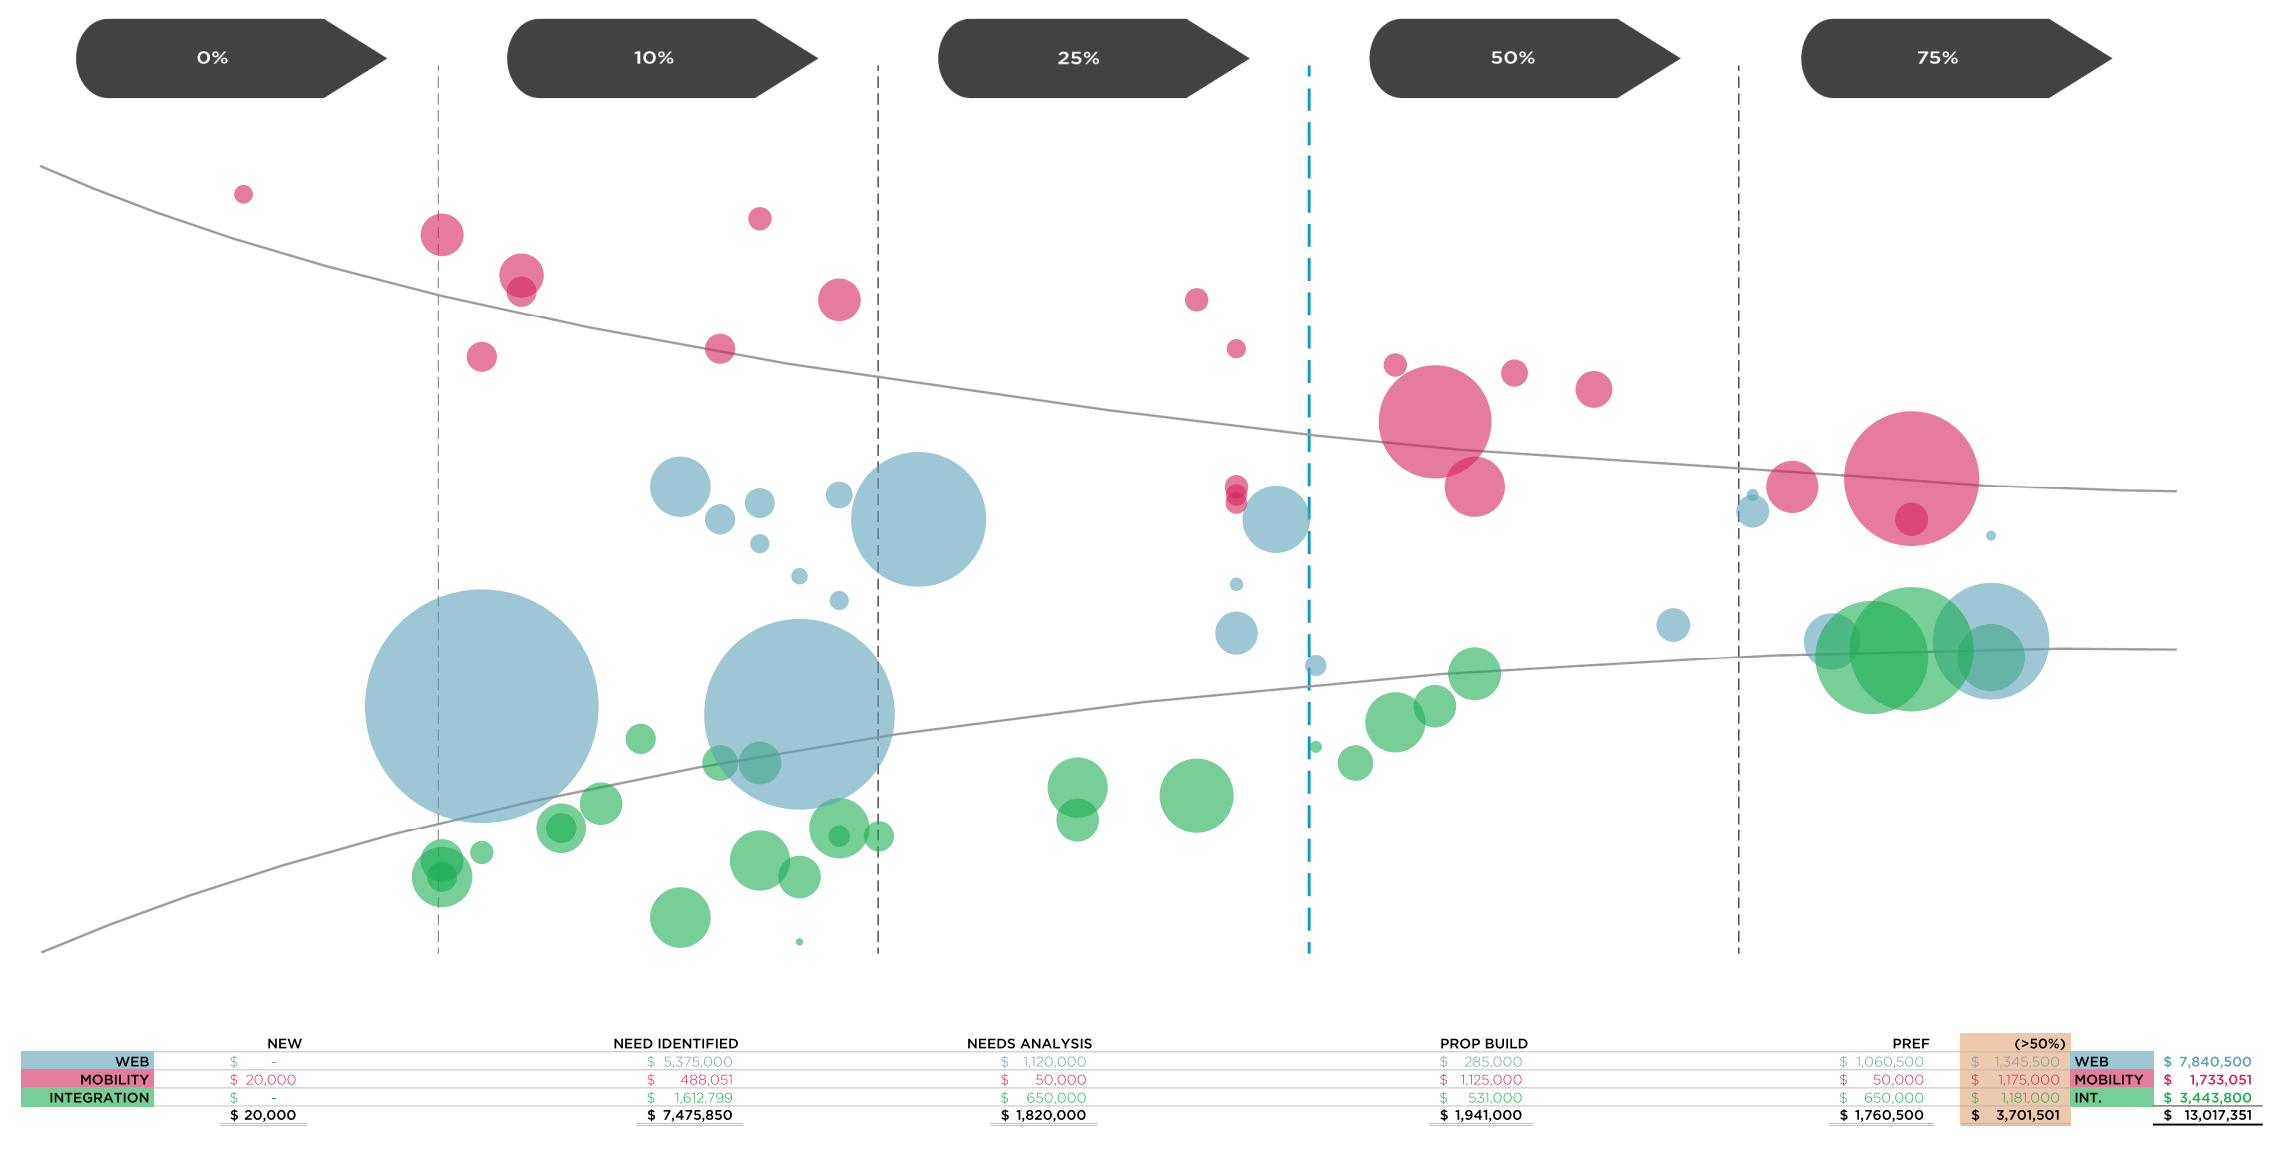 0% 10% 25% 50% 75%
NEW NEED IDENTIFIED NEEDS ANALYSIS PROP BUILD PREF (>50%)
WEB $ - $ 5,375,000 $ 1,120,000 $ 285,000 $ 1,060,500 $ 1,345,500 WEB $ 7,840,500
MOBILITY $ 20,000 $ 488,051 $ 50,000 $ 1,125,000 $ 50,000 $ 1,175,000 MOBILITY $ 1,733,051
INTEGRATION $ - $ 1,612,799 $ 650,000 $ 531,000 $ 650,000 $ 1,181,000 INT. $ 3,443,800
$ 20,000 $ 7,475,850 $ 1,820,000 $ 1,941,000 $ 1,760,500 $ 3,701,501 $ 13,017,351